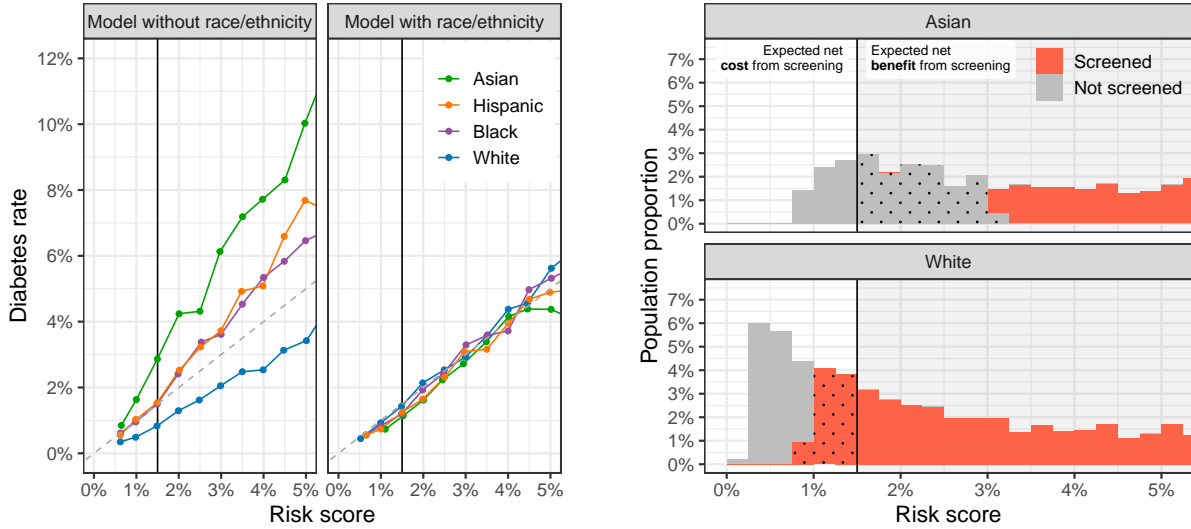 Model without race/ethnicity
Model with race/ethnicity
Diabetes rate
12%
10%
8%
6%
4%
2%
0%
Asian
Hispanic
Black
White
0% 1% 2% 3% 4% 5%
0% 1% 2% 3% 4% 5%
Risk score
Asian
Expected net
cost from screening
Expected net
benefit from screening
Screened
Not screened
Population proportion
7%
6%
5%
4%
3%
2%
1%
0%
White
7%
6%
5%
4%
3%
2%
1%
0%
0% 1% 2% 3% 4% 5%
Risk score